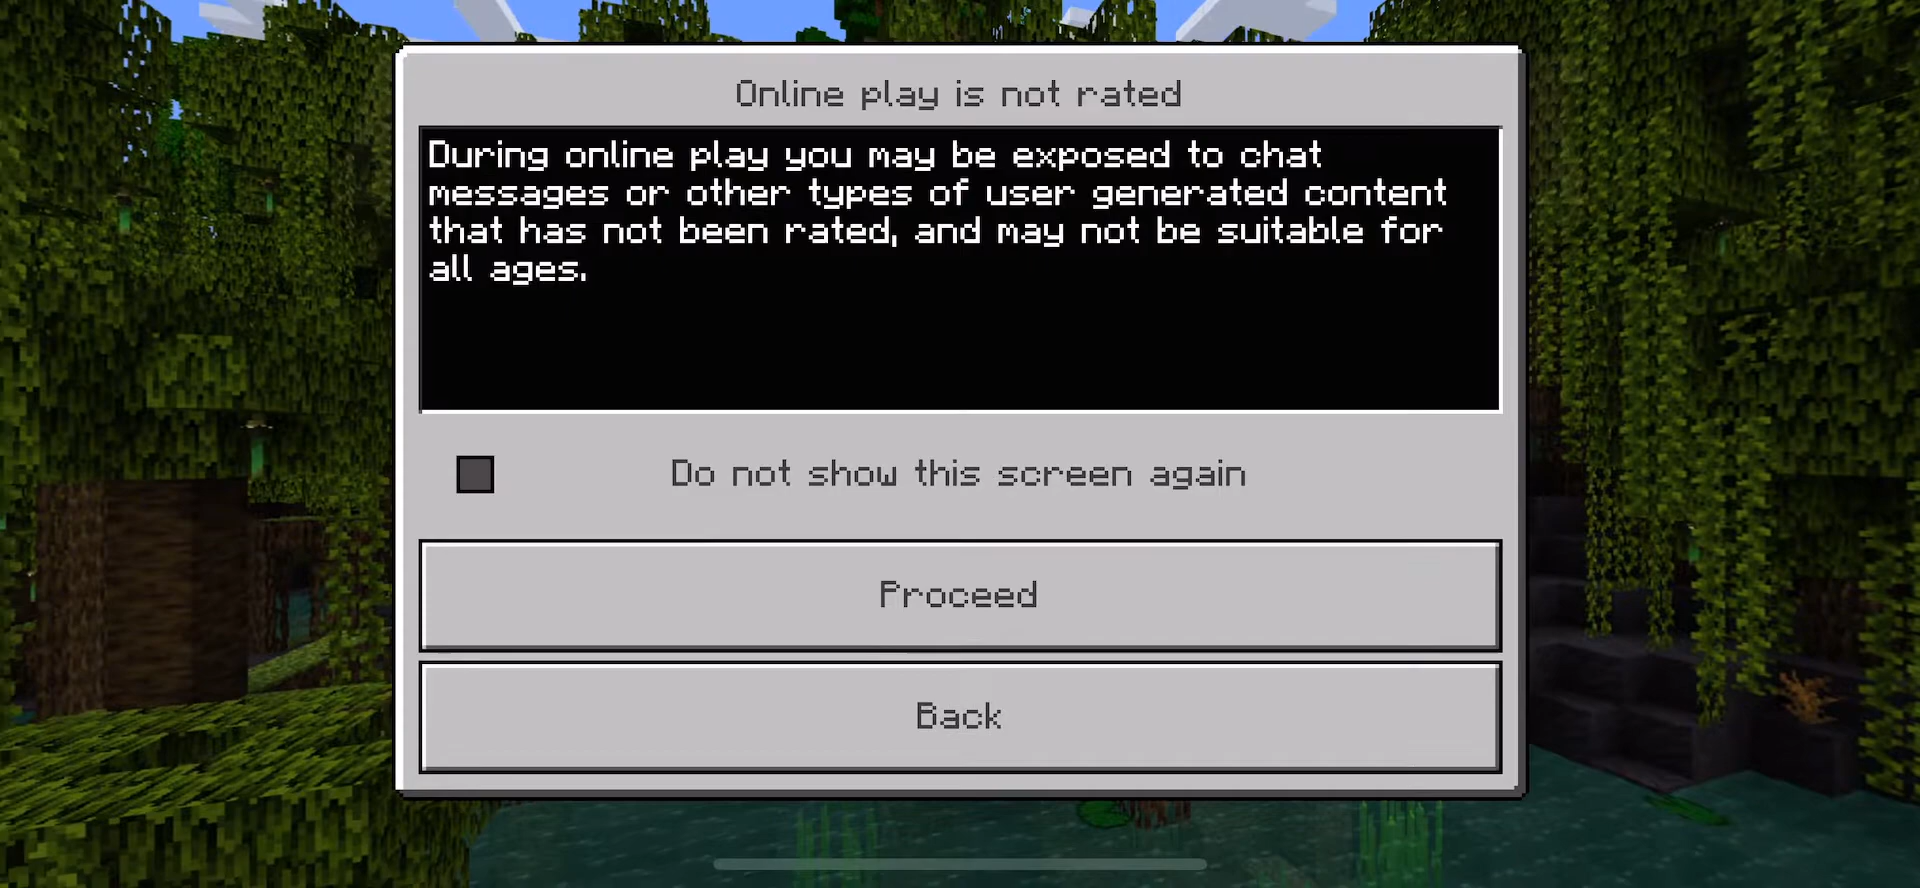 Online play is not rated
During online play you may be exposed to chat
messages or other types of user generated content
that has not been rated, and may not be suitable for
all ages.
Do not show this screen again
Proceed
Back